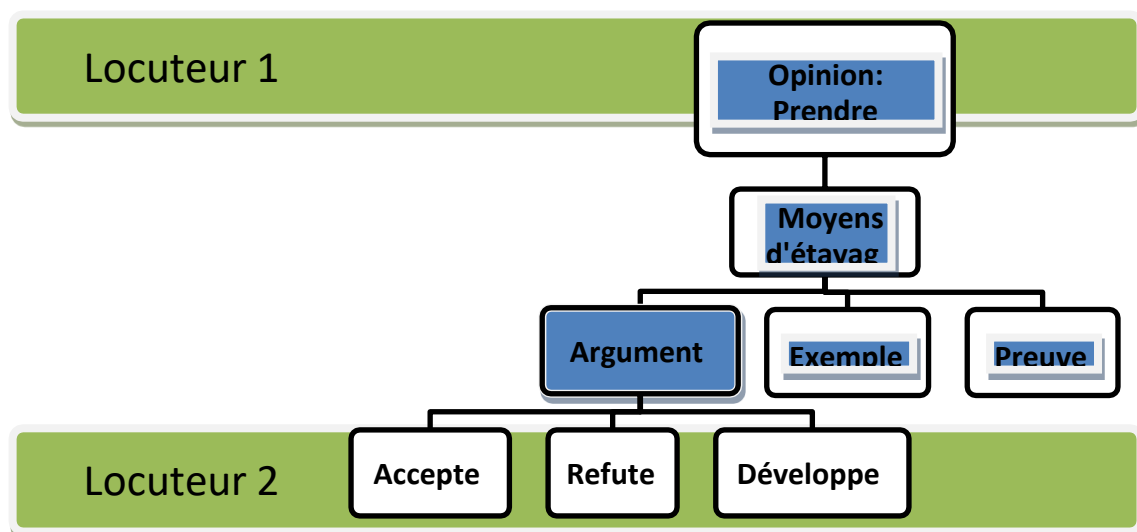 Locuteur 1
Opinion:
Prendre
Moyens
d'étayag
Argument
Exemple
Preuve
Accepte
Refute
Développe
Locuteur 2